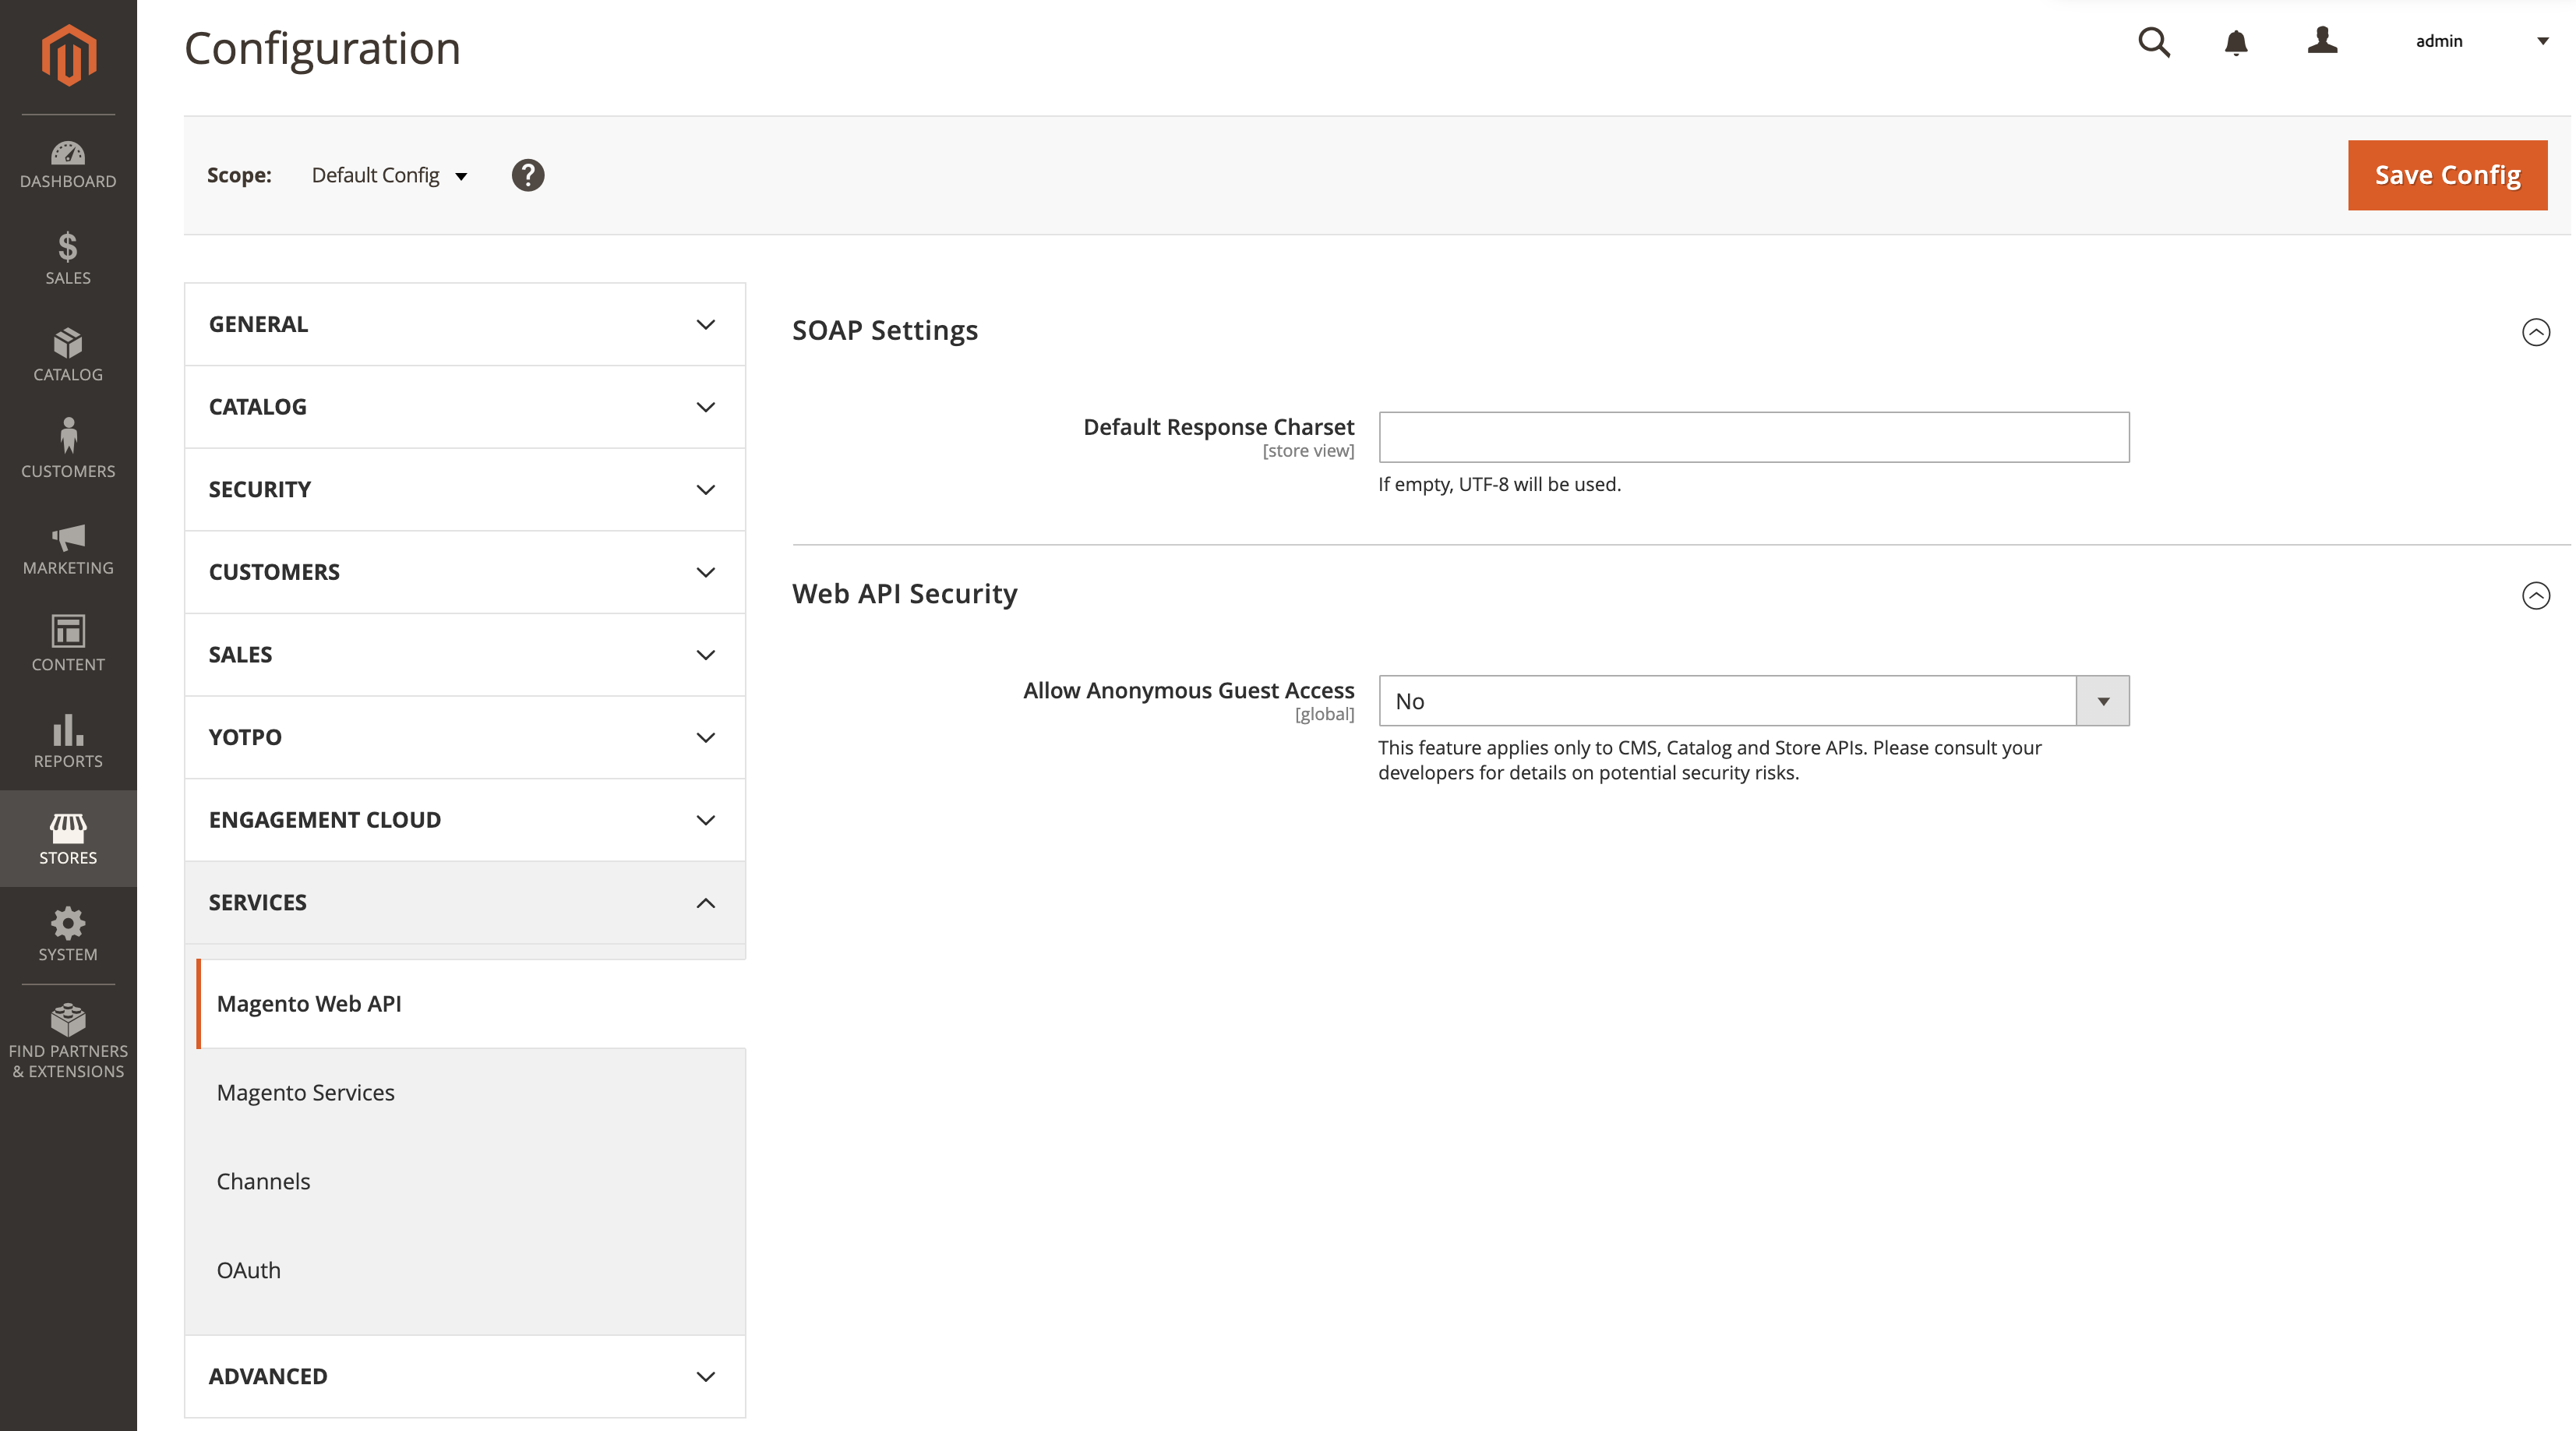 Configuration
admin
DASHBOARD
SALES
CATALOG
CUSTOMERS
MARKETING
CONTENT
REPORTS
STORES
SYSTEM
FIND PARTNERS
& EXTENSIONS
Scope:
Default Config
?
Save Config
GENERAL
CATALOG
SECURITY
CUSTOMERS
SALES
YOTPO
ENGAGEMENT CLOUD
SERVICES
Magento Web API
Magento Services
Channels
OAuth
ADVANCED
SOAP Settings
Default Response Charset
[store view]
If empty, UTF-8 will be used.
Web API Security
Allow Anonymous Guest Access
[global]
No
This feature applies only to CMS, Catalog and Store APIs. Please consult your
developers for details on potential security risks.